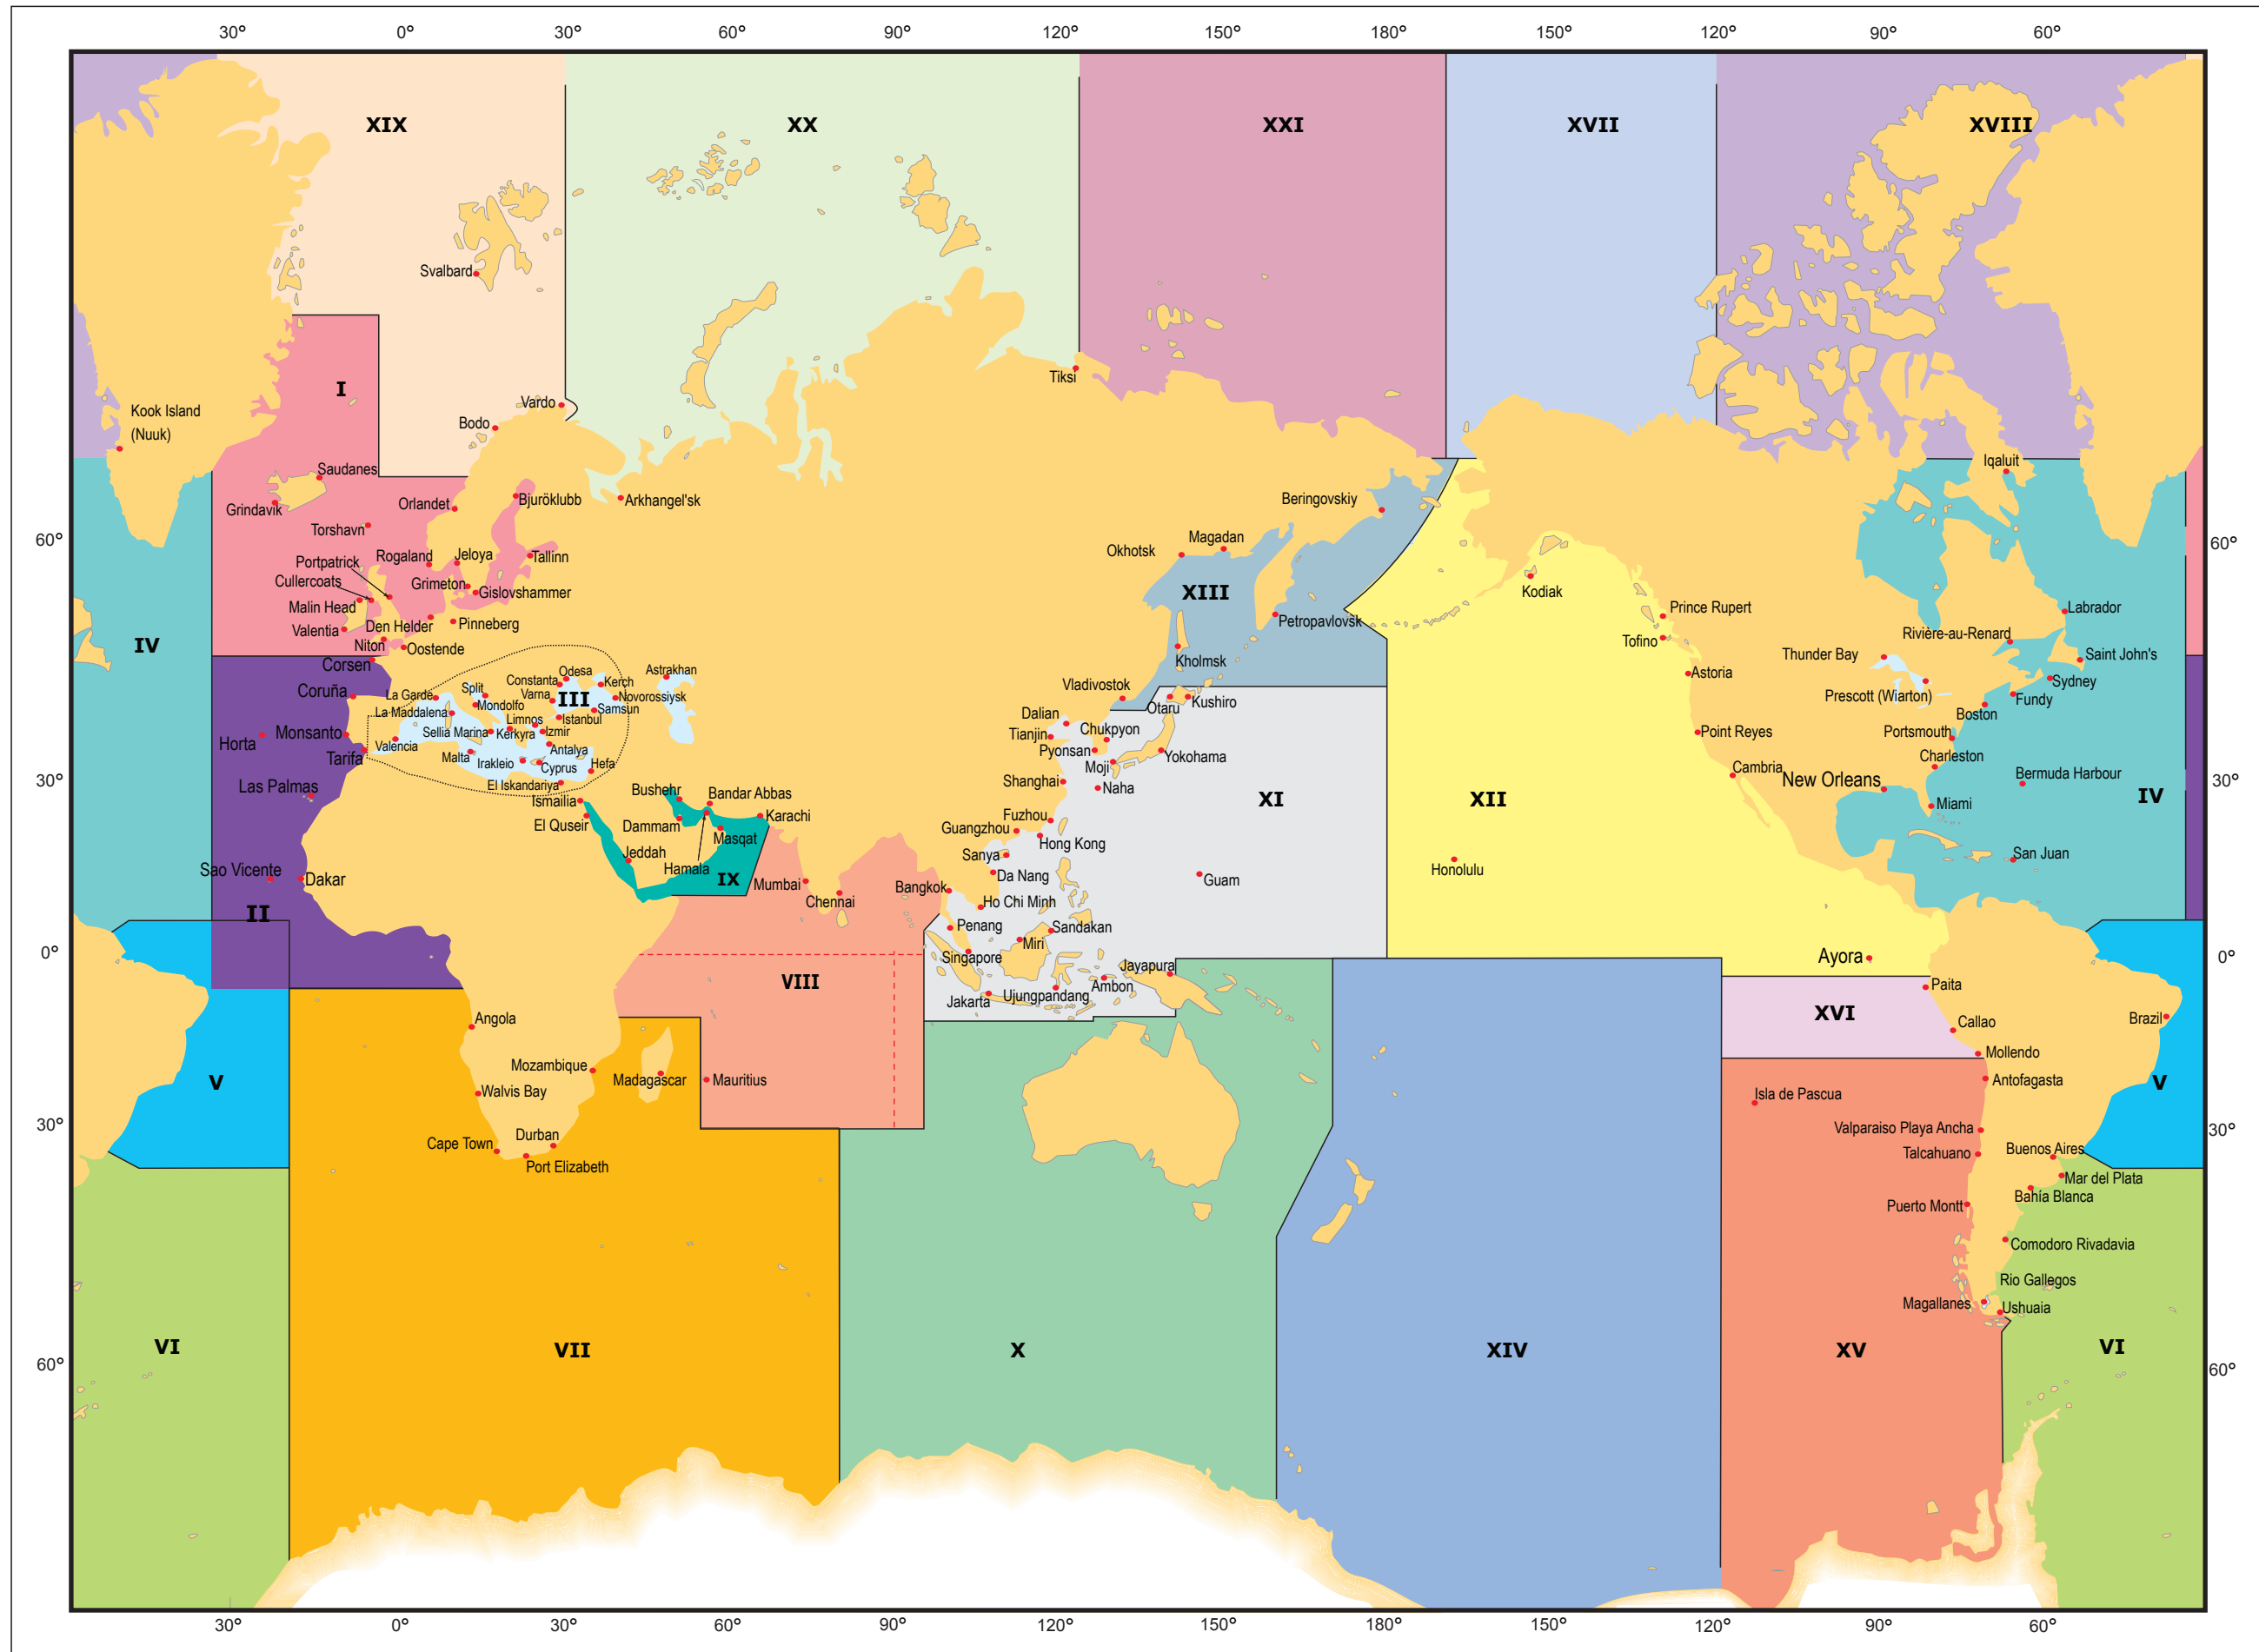 30° 0° 30° 60° 90° 120° 150° 180° 150° 120° 90° 60°
XIX XX XXI XVII XVIII
Svalbard
Tiksi
I
Vardo
Kook Island
(Nuuk)
Bodo
Iqaluit
Saudanes
Orlandet
Bjuröklubb
Arkhangel'sk
Beringovskiy
Grindavik
Torshavn
60°
60°
Magadan
Okhotsk
Rogaland
Jeloya
Tallinn
Portpatrick
Cullercoats
Grimeton
Gislovshammer
XIII
Kodiak
Malin Head
Prince Rupert
Labrador
Valentia
Den Helder
Pinneberg
Petropavlovsk
Tofino
Rivière-au-Renard
IV
Niton
Oostende
Corsen
Kholmsk
Thunder Bay
Saint John's
Odesa
Astrakhan
Constanta
Kerch
Astoria
Sydney
Coruña
La Garde
Split
Varna
III
Novorossiysk
Vladivostok
Otaru
Kushiro
Prescott (Wiarton)
Fundy
La Maddalena
Mondolfo
Limnos
Istanbul
Samsun
Dalian
Boston
Horta
Monsanto
Sellia Marina
Kerkyra
Izmir
Tianjin
Chukpyon
Point Reyes
Portsmouth
Tarifa
Valencia
Malta
Antalya
Pyonsan
Yokohama
Charleston
Irakleio
Cyprus
Hefa
Moji
Cambria
Bermuda Harbour
30°
30°
Las Palmas
El Iskandariya
Shanghai
Naha
New Orleans
Ismailia
Bushehr
Bandar Abbas
XI
XII
IV
Miami
El Quseir
Dammam
Karachi
Fuzhou
Guangzhou
Masqat
Hong Kong
Jeddah
Hamala
Sanya
San Juan
Sao Vicente
Dakar
IX
Mumbai
Da Nang
Guam
Honolulu
Bangkok
Chennai
Ho Chi Minh
II
Penang
Sandakan
Miri
0°
0°
Singapore
Jayapura
Ayora
VIII
Jakarta
Ujungpandang
Ambon
Paita
Angola
XVI
Callao
Brazil
Mollendo
V
Mozambique
Madagascar
Mauritius
Antofagasta
V
Walvis Bay
Isla de Pascua
30°
30°
Durban
Valparaiso Playa Ancha
Cape Town
Talcahuano
Buenos Aires
Port Elizabeth
Mar del Plata
Bahía Blanca
Puerto Montt
Comodoro Rivadavia
Rio Gallegos
Magallanes
Ushuaia
VI VII X XIV XV VI
60°
60°
30° 0° 30° 60° 90° 120° 150° 180° 150° 120° 90° 60°